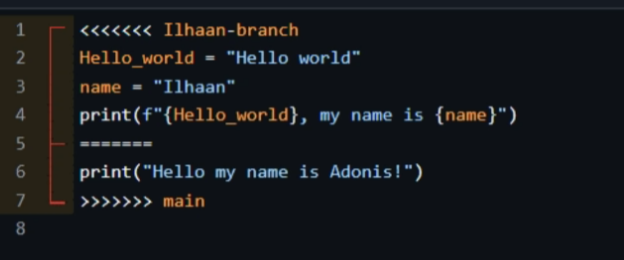 1 <<<<<<< Ilhaan-branch
2 Hello_world = "Hello world"
3 name = "Ilhaan"
4 print(f"{Hello_world}, my name is {name}")
5 =======
6 print("Hello my name is Adonis!")
7 >>>>>>> main
8